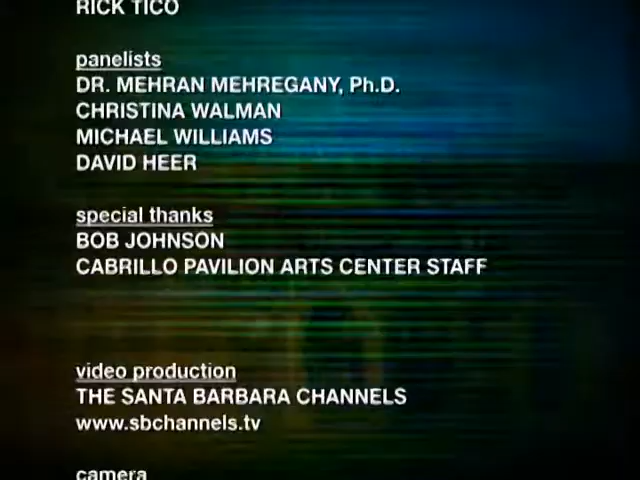 RICK TICO
panelists
DR. MEHRAN MEHREGANY, Ph.D.
CHRISTINA WALMAN
MICHAEL WILLIAMS
DAVID HEER
special thanks
BOB JOHNSON
CABRILLO PAVILION ARTS CENTER STAFF
video production
THE SANTA BARBARA CHANNELS
www.sbchannels.tv
camera